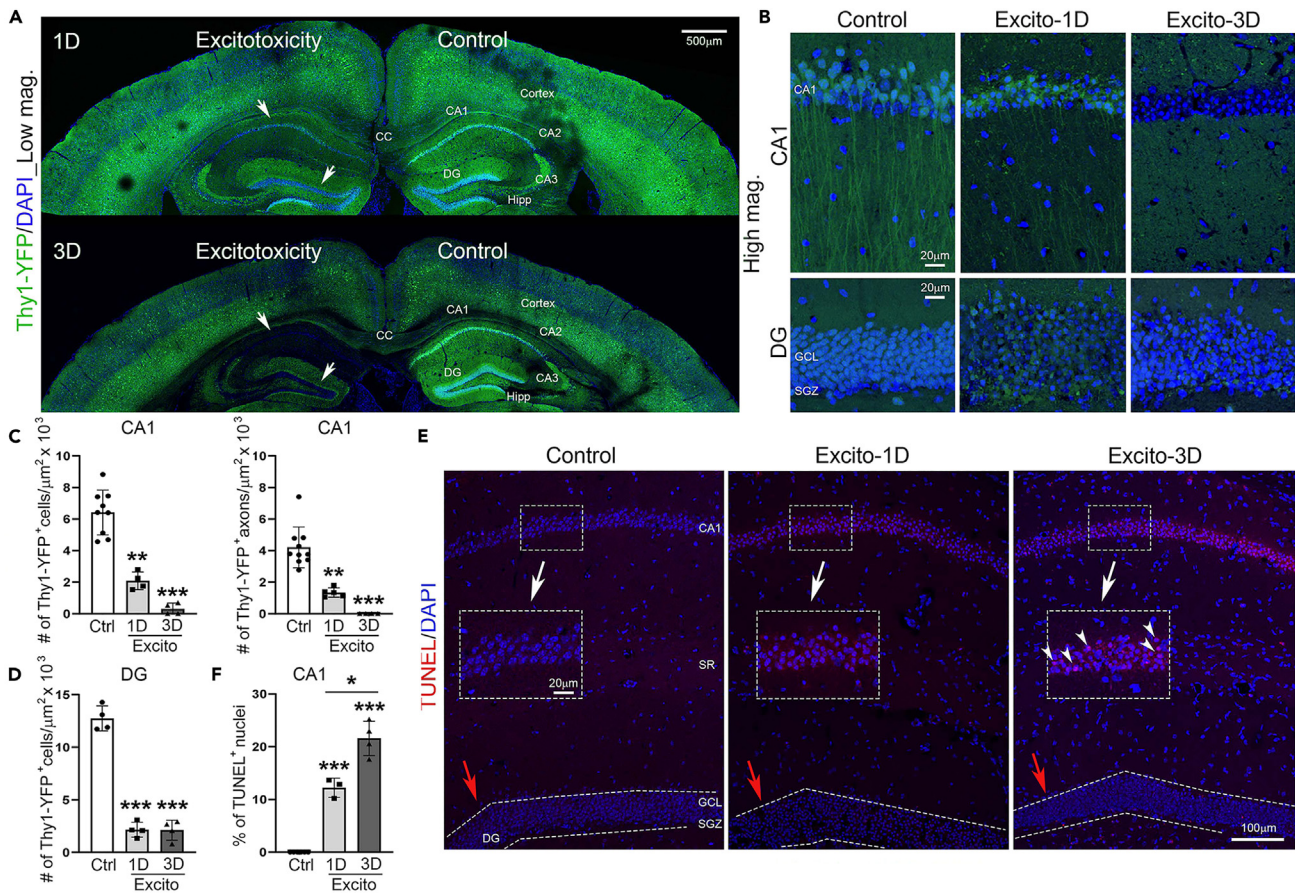 A
1D
Excitotoxicity
Control
500µm
Cortex
CA1
CA2
CC
DG
CA3
Hipp
3D
Excitotoxicity
Control
Cortex
CA1
CA2
CC
DG
CA3
Hipp
Thy1-YFP/DAPI_Low mag.
B
Control
Excito-1D
Excito-3D
High mag.
CA1
CA1
20µm
DG
20µm
GCL
SGZ
C
CA1
# of Thy1-YFP⁺cells/µm² x 10³
10
8
6
4
2
0
**
***
Ctrl
1D
3D
Excito
CA1
# of Thy1-YFP⁺axons/µm² x 10³
10
8
6
4
2
0
**
***
Ctrl
1D
3D
Excito
D
DG
# of Thy1-YFP⁺cells/µm² x 10³
15
10
5
0
***
***
Ctrl
1D
3D
Excito
F
CA1
% of TUNEL⁺ nuclei
30
20
10
0
*
***
***
Ctrl
1D
3D
Excito
E
Control
Excito-1D
Excito-3D
TUNEL/DAPI
CA1
20µm
SR
GCL
SGZ
DG
100µm